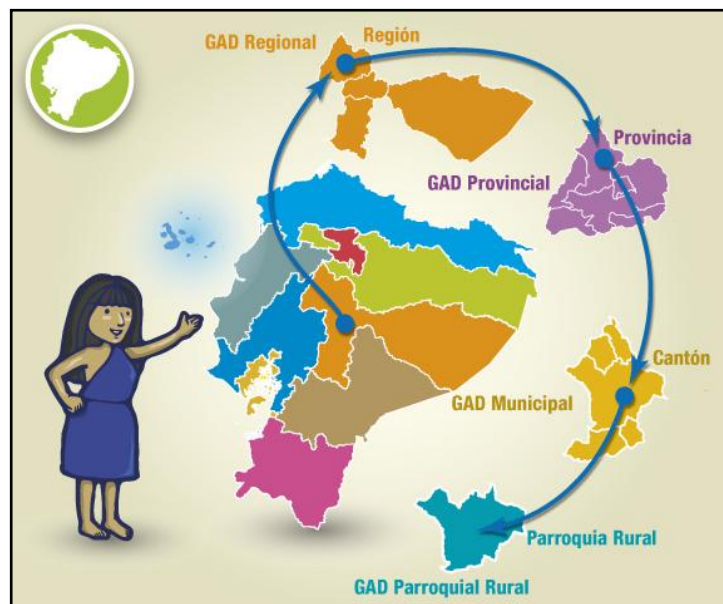 GAD Regional
Región
Provincia
GAD Provincial
Cantón
GAD Municipal
Parroquia Rural
GAD Parroquial Rural